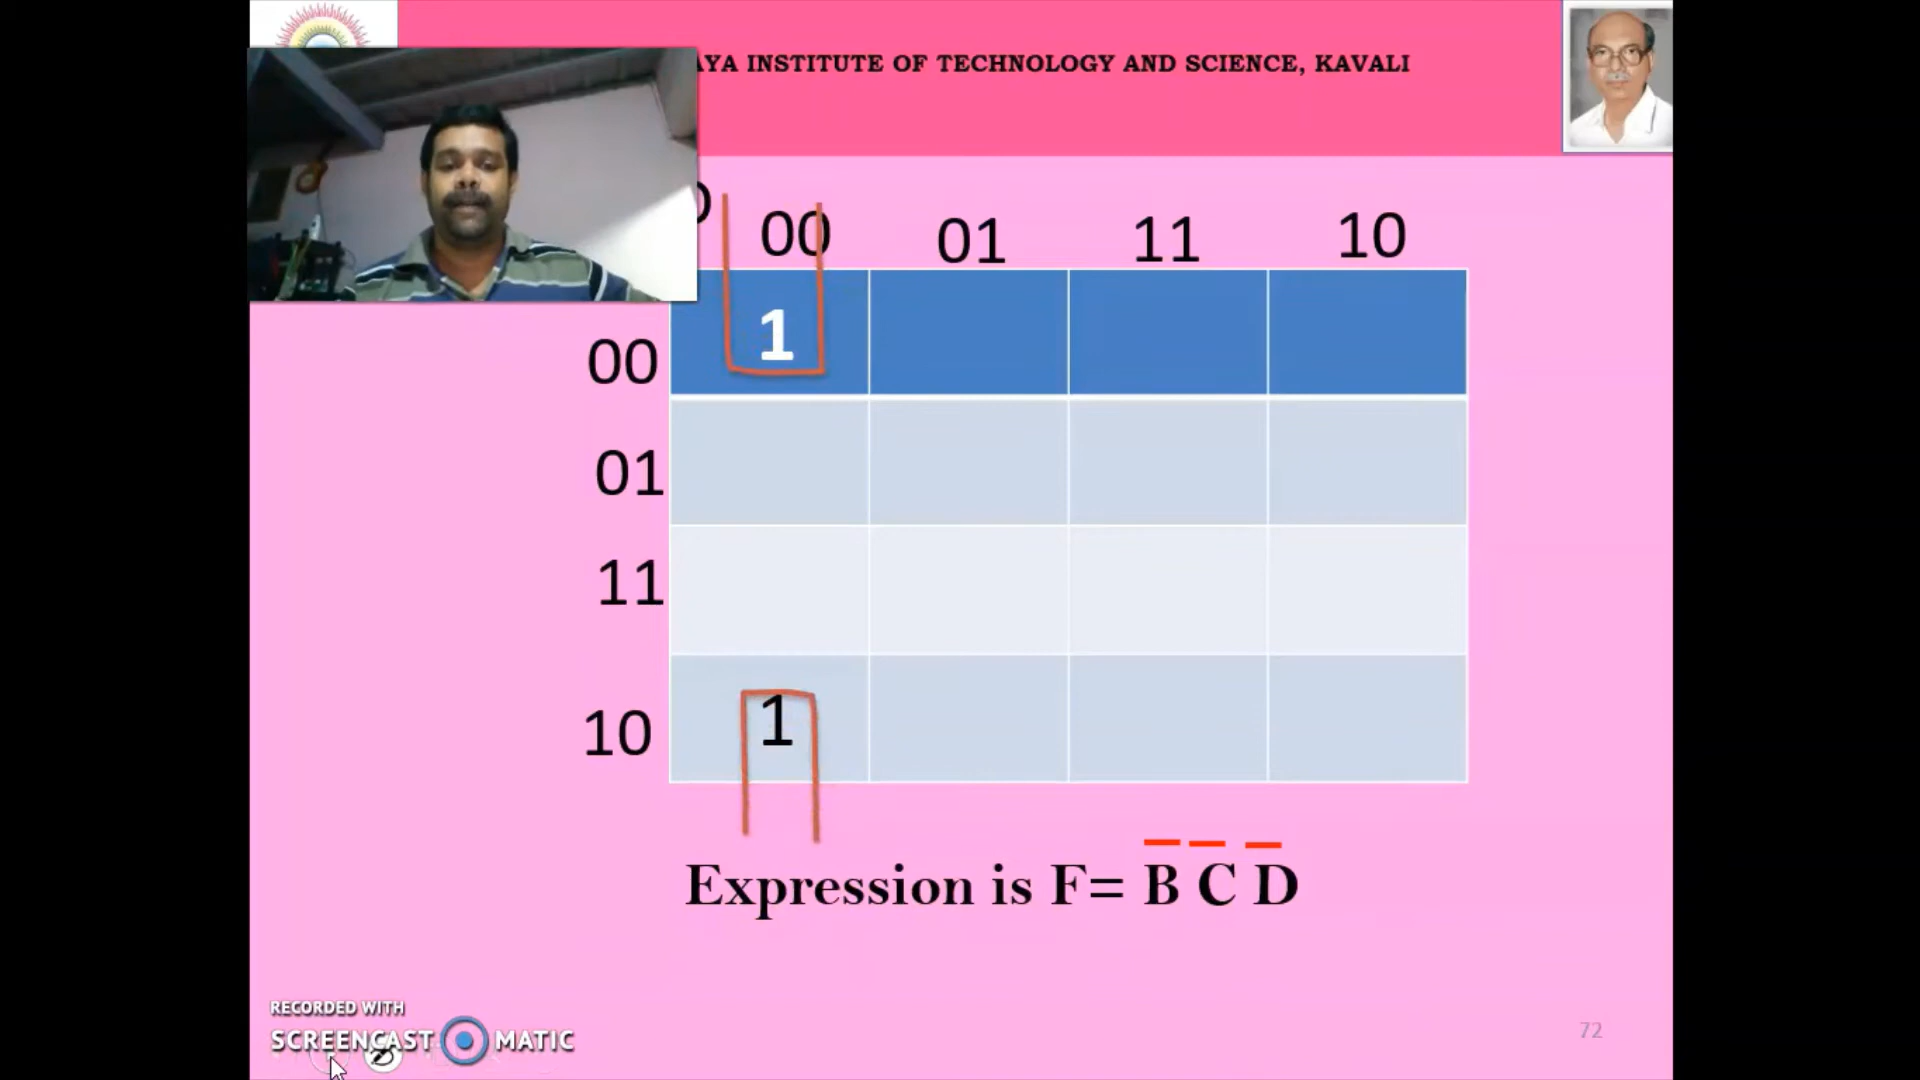 INSTITUTE OF TECHNOLOGY AND SCIENCE, KAVALI
00 01 11 10
00 1
01
11
10 1
Expression is F= B̅ C̅ D̅
RECORDED WITH
SCREENCAST MATIC
72